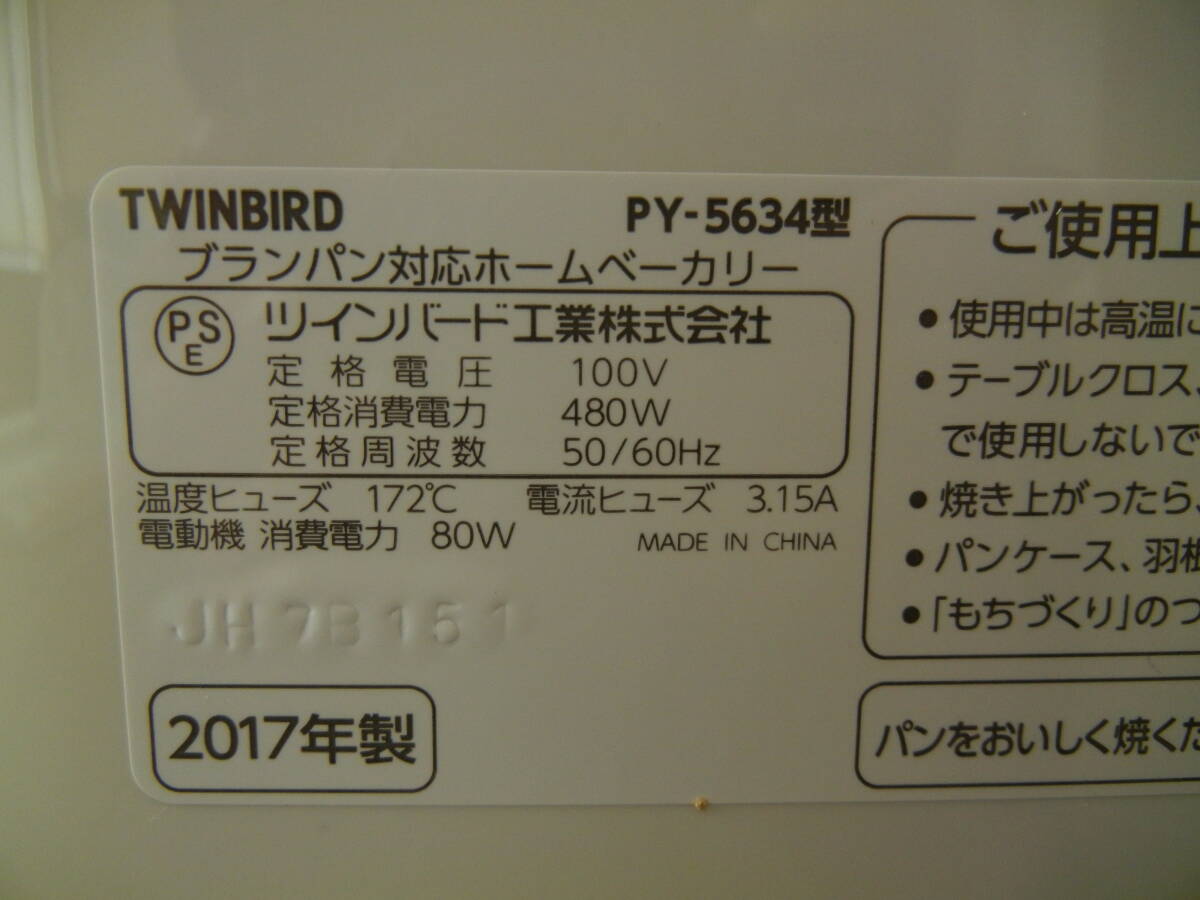 TWINBIRD PY-5634型
ブランパン対応ホームベーカリー
PSE ツインバード工業株式会社
定格電圧 100V
定格消費電力 480W
定格周波数 50/60Hz
温度ヒューズ 172℃ 電流ヒューズ 3.15A
電動機 消費電力 80W MADE IN CHINA
JH 7B 151
2017年製
ご使用上
●使用中は高温に
●テーブルクロス、
で使用しないで
●焼き上がったら、
●パンケース、羽根
●「もちづくり」のつ
パンをおいしく焼くた